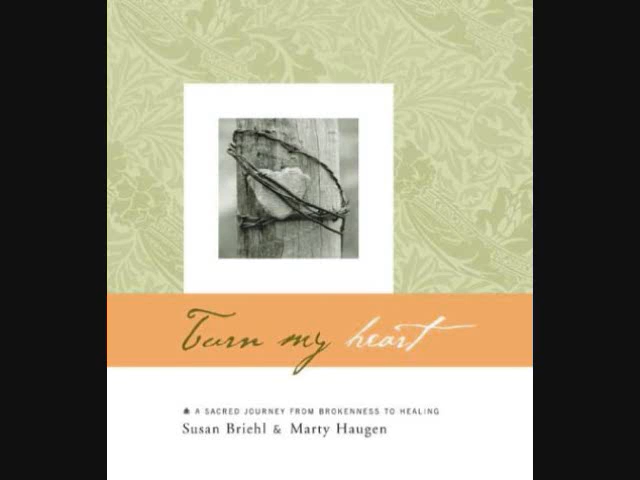 Turn my heart
A SACRED JOURNEY FROM BROKENNESS TO HEALING
Susan Briehl & Marty Haugen